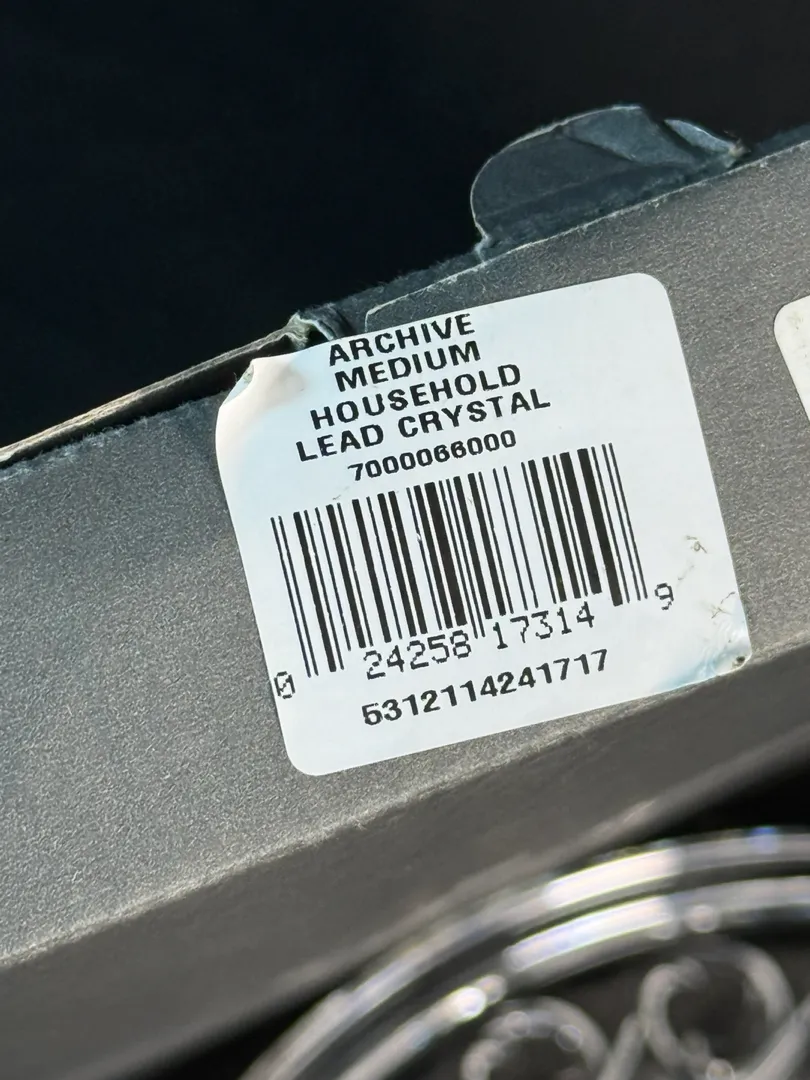 ARCHIVE
MEDIUM
HOUSEHOLD
LEAD CRYSTAL
7000066000
0 24258 17314 9
5312114241717